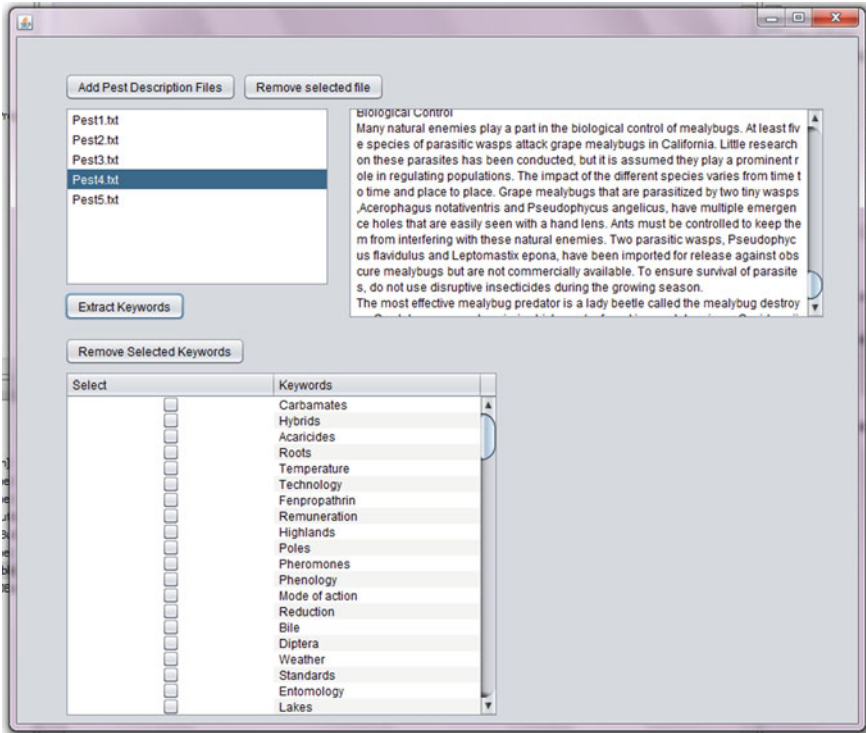 Add Pest Description Files
Remove selected file
Pest1.txt
Pest2.txt
Pest3.txt
Pest4.txt
Pest5.txt
Biological Control
Many natural enemies play a part in the biological control of mealybugs. At least fiv
e species of parasitic wasps attack grape mealybugs in California. Little research
on these parasites has been conducted, but it is assumed they play a prominent r
ole in regulating populations. The impact of the different species varies from time t
o time and place to place. Grape mealybugs that are parasitized by two tiny wasps
,Acerophagus notativentris and Pseudophycus angelicus, have multiple emergen
ce holes that are easily seen with a hand lens. Ants must be controlled to keep the
m from interfering with these natural enemies. Two parasitic wasps, Pseudophyc
us flavidulus and Leptomastix epona, have been imported for release against obs
cure mealybugs but are not commercially available. To ensure survival of parasite
s, do not use disruptive insecticides during the growing season.
The most effective mealybug predator is a lady beetle called the mealybug destroy
Extract Keywords
Remove Selected Keywords
Select Keywords
Carbamates
Hybrids
Acaricides
Roots
Temperature
Technology
Fenpropathrin
Remuneration
Highlands
Poles
Pheromones
Phenology
Mode of action
Reduction
Bile
Diptera
Weather
Standards
Entomology
Lakes